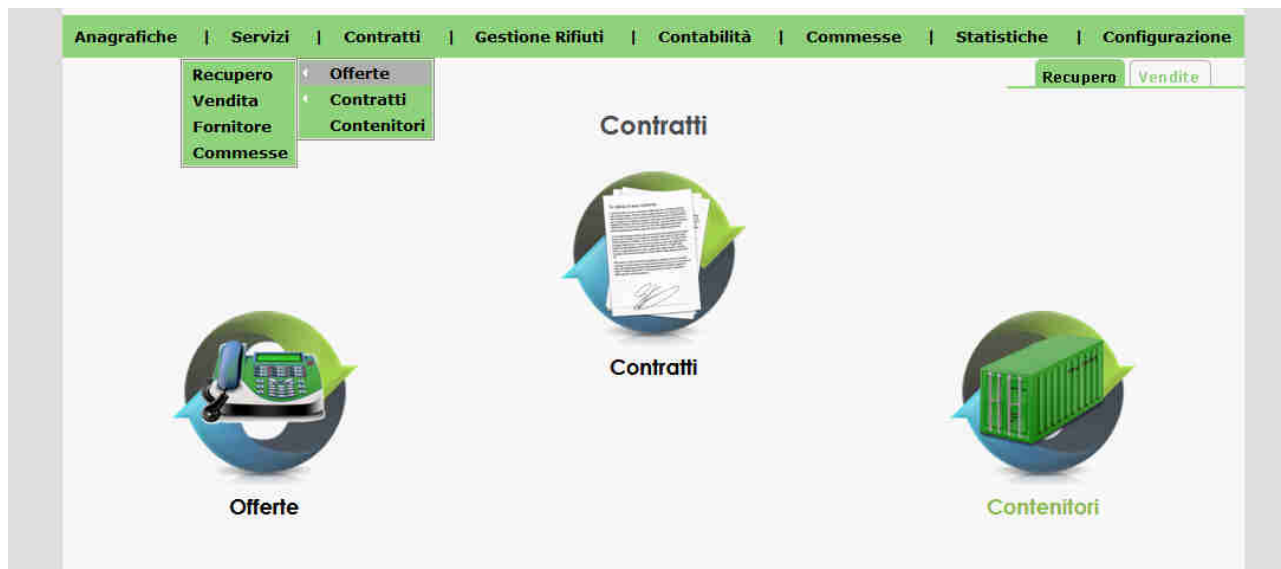 Anagrafiche | Servizi | Contratti | Gestione Rifiuti | Contabilità | Commesse | Statistiche | Configurazione
Recupero Offerte
Vendita Contratti
Fornitore Contenitori
Commesse
Recupero Vendite
Contratti
Contratti
Offerte
Contenitori